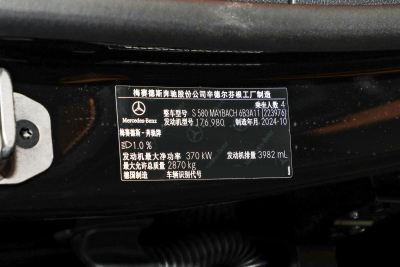 梅赛德斯奔驰股份公司辛德尔芬根工厂制造
乘坐人数 4
整车型号 S 580 MAYBACH 6B3A11 (223976)
发动机型号 176.980 制造年月 2024-10
Mercedes-Benz
梅赛德斯-奔驰牌
1.0 %
发动机最大净功率 370 kW 发动机排量 3982 mL
最大允许总质量 2870 kg
德国制造 车辆识别代号